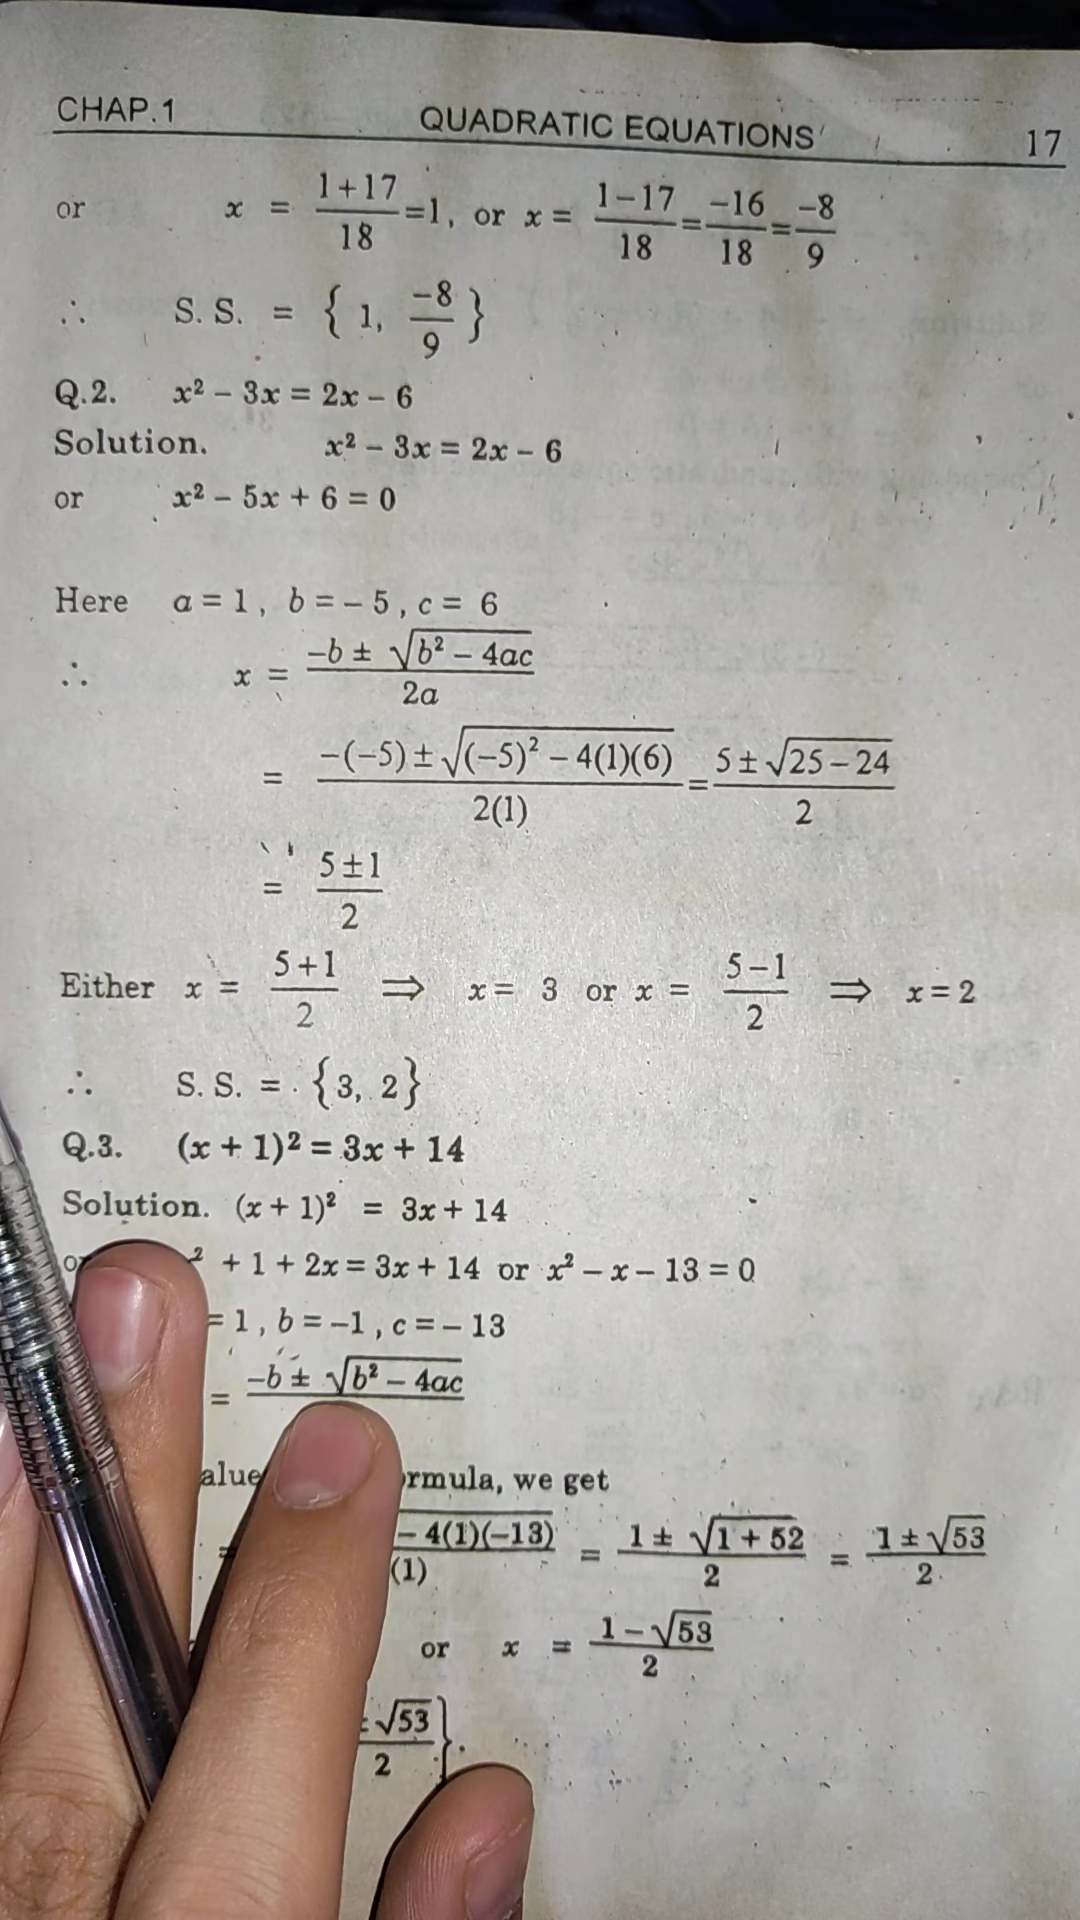 CHAP.1 QUADRATIC EQUATIONS 17
or x = 1+17/18 =1, or x = 1−17/18 = −16/18 = −8/9
∴ S. S. = { 1, −8/9 }
Q.2. x² − 3x = 2x − 6
Solution. x² − 3x = 2x − 6
or x² − 5x + 6 = 0
Here a = 1 , b = − 5 , c = 6
∴ x = −b ± √(b² − 4ac) / 2a
= −(−5) ± √((−5)² − 4(1)(6)) / 2(1) = 5 ± √(25 − 24) / 2
= 5 ± 1 / 2
Either x = 5+1/2 ⇒ x = 3 or x = 5−1/2 ⇒ x = 2
∴ S. S. = {3, 2}
Q.3. (x + 1)² = 3x + 14
Solution. (x + 1)² = 3x + 14
² + 1 + 2x = 3x + 14 or x² − x − 13 = 0
= 1 , b = −1 , c = − 13
= −b ± √(b² − 4ac)
we get
− 4(1)(−13) / (1) = 1 ± √(1 + 52) / 2 = 1 ± √53 / 2
or x = 1 − √53 / 2
√53 / 2 }.